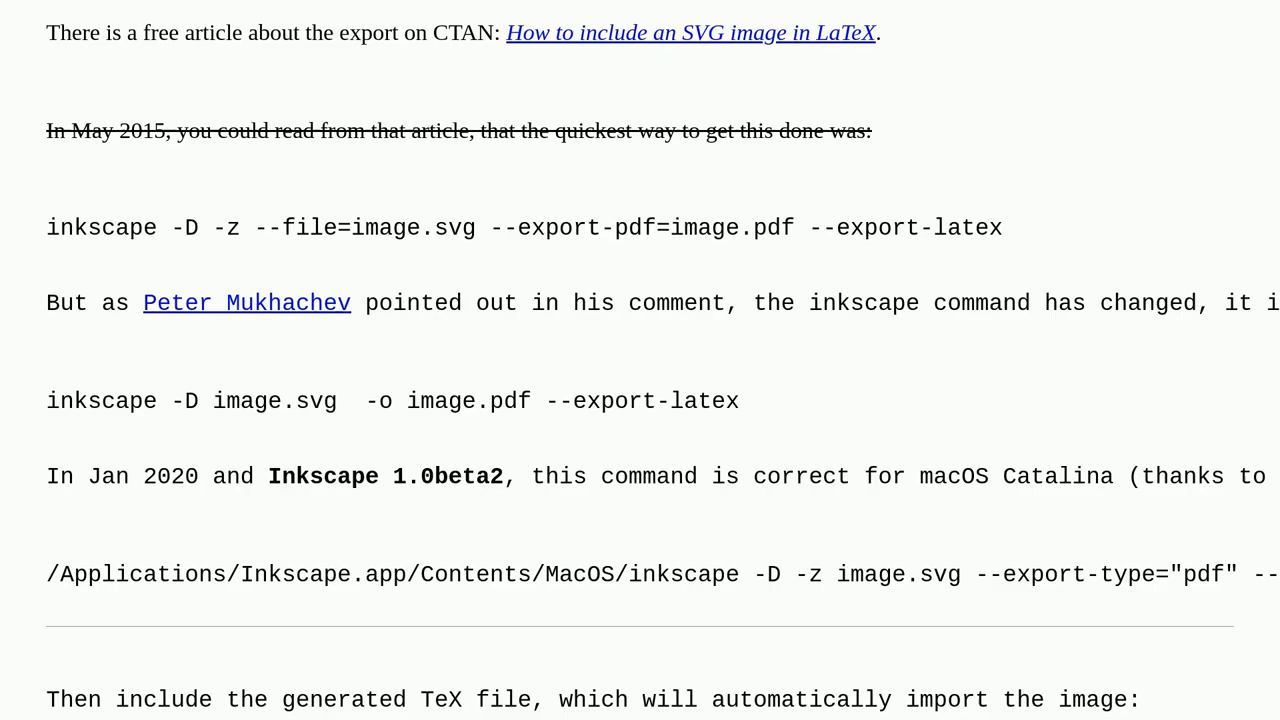 There is a free article about the export on CTAN: How to include an SVG image in LaTeX.
In May 2015, you could read from that article, that the quickest way to get this done was:
inkscape -D -z --file=image.svg --export-pdf=image.pdf --export-latex
But as Peter Mukhachev pointed out in his comment, the inkscape command has changed, it i
inkscape -D image.svg  -o image.pdf --export-latex
In Jan 2020 and Inkscape 1.0beta2, this command is correct for macOS Catalina (thanks to
/Applications/Inkscape.app/Contents/MacOS/inkscape -D -z image.svg --export-type="pdf" --
Then include the generated TeX file, which will automatically import the image: